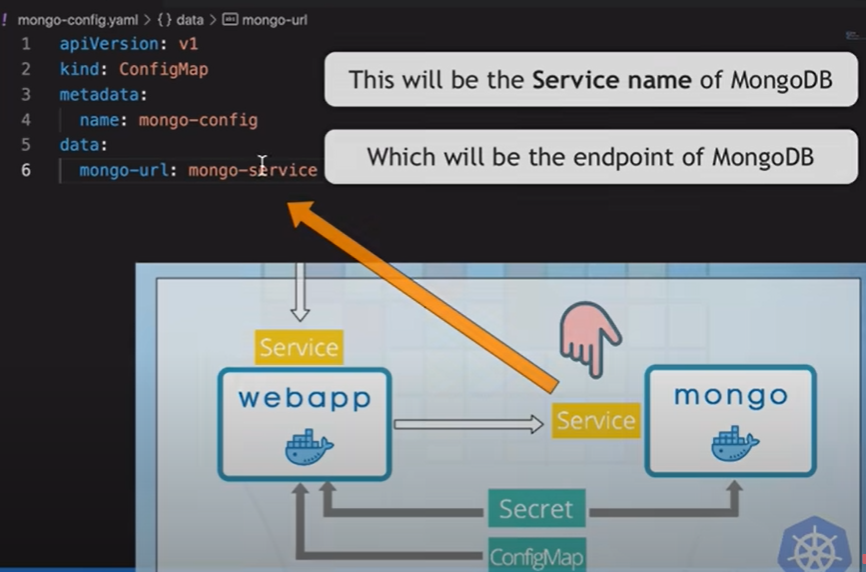 ! mongo-config.yaml > {} data > abc mongo-url
1 apiVersion: v1
2 kind: ConfigMap
3 metadata:
4 name: mongo-config
5 data:
6 mongo-url: mongo-service
This will be the Service name of MongoDB
Which will be the endpoint of MongoDB
Service
webapp
Service
mongo
Secret
ConfigMap